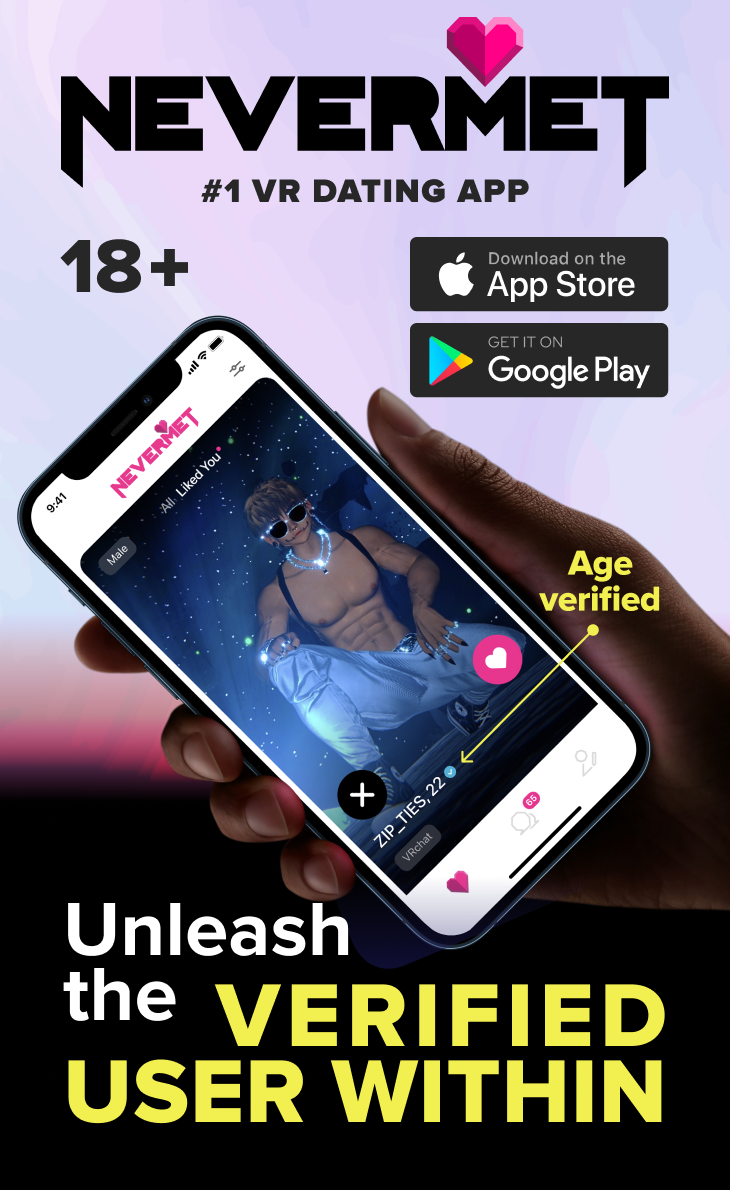 NEVERMET
#1 VR DATING APP
18+
Download on the
App Store
GET IT ON
Google Play
9:41
NEVERMET
All Liked You
Male
Age
verified
ZIP_TIES, 22
VRchat
65
Unleash
the VERIFIED
USER WITHIN